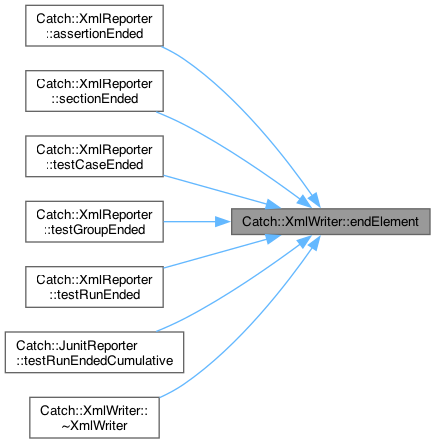 Catch::XmlReporter
::assertionEnded
Catch::XmlReporter
::sectionEnded
Catch::XmlReporter
::testCaseEnded
Catch::XmlReporter
::testGroupEnded
Catch::XmlWriter::endElement
Catch::XmlReporter
::testRunEnded
Catch::JunitReporter
::testRunEndedCumulative
Catch::XmlWriter::
~XmlWriter